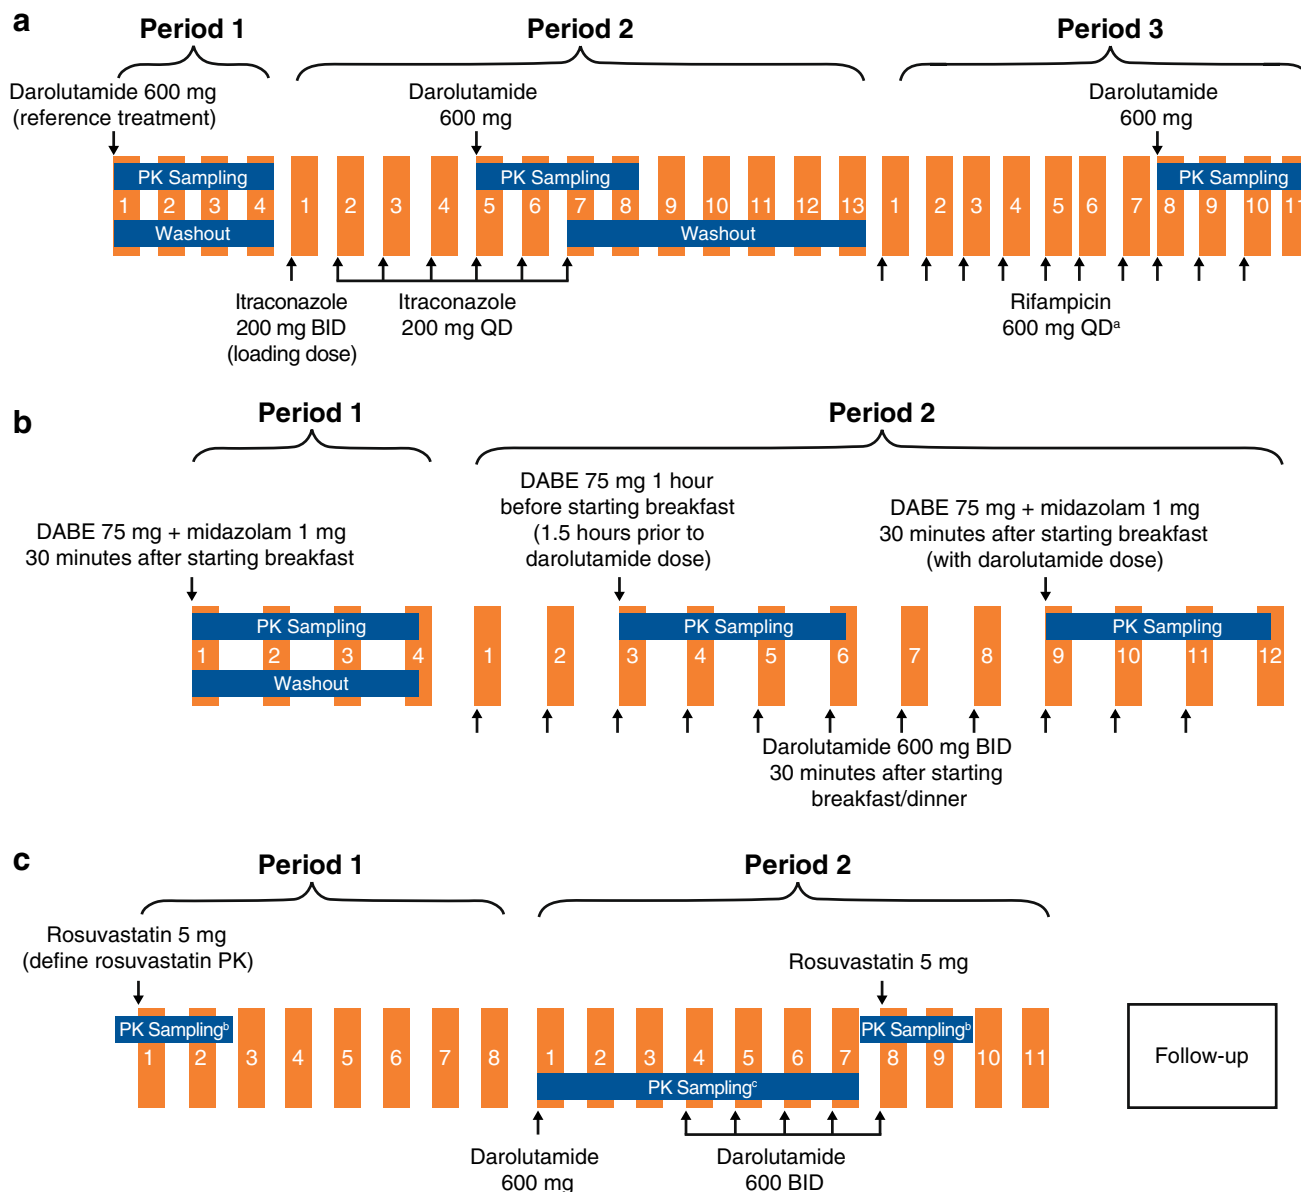 a
Period 1
Period 2
Period 3
Darolutamide 600 mg
(reference treatment)
Darolutamide
600 mg
Darolutamide
600 mg
PK Sampling
PK Sampling
PK Sampling
1 2 3 4 1 2 3 4 5 6 7 8 9 10 11 12 13 1 2 3 4 5 6 7 8 9 10 11
Washout
Washout
Itraconazole
200 mg BID
(loading dose)
Itraconazole
200 mg QD
Rifampicin
600 mg QDᵃ
b
Period 1
Period 2
DABE 75 mg + midazolam 1 mg
30 minutes after starting breakfast
DABE 75 mg 1 hour
before starting breakfast
(1.5 hours prior to
darolutamide dose)
DABE 75 mg + midazolam 1 mg
30 minutes after starting breakfast
(with darolutamide dose)
PK Sampling
PK Sampling
PK Sampling
1 2 3 4 1 2 3 4 5 6 7 8 9 10 11 12
Washout
Darolutamide 600 mg BID
30 minutes after starting
breakfast/dinner
c
Period 1
Period 2
Rosuvastatin 5 mg
(define rosuvastatin PK)
Rosuvastatin 5 mg
PK Samplingᵇ
PK Samplingᵇ
1 2 3 4 5 6 7 8 1 2 3 4 5 6 7 8 9 10 11
PK Samplingᶜ
Follow-up
Darolutamide
600 mg
Darolutamide
600 BID